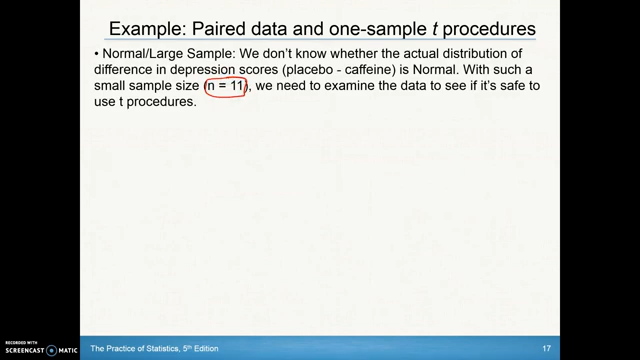 Example: Paired data and one-sample t procedures
• Normal/Large Sample: We don't know whether the actual distribution of
difference in depression scores (placebo - caffeine) is Normal. With such a
small sample size (n = 11), we need to examine the data to see if it's safe to
use t procedures.
The Practice of Statistics, 5th Edition
17
RECORDED WITH
SCREENCAST MATIC